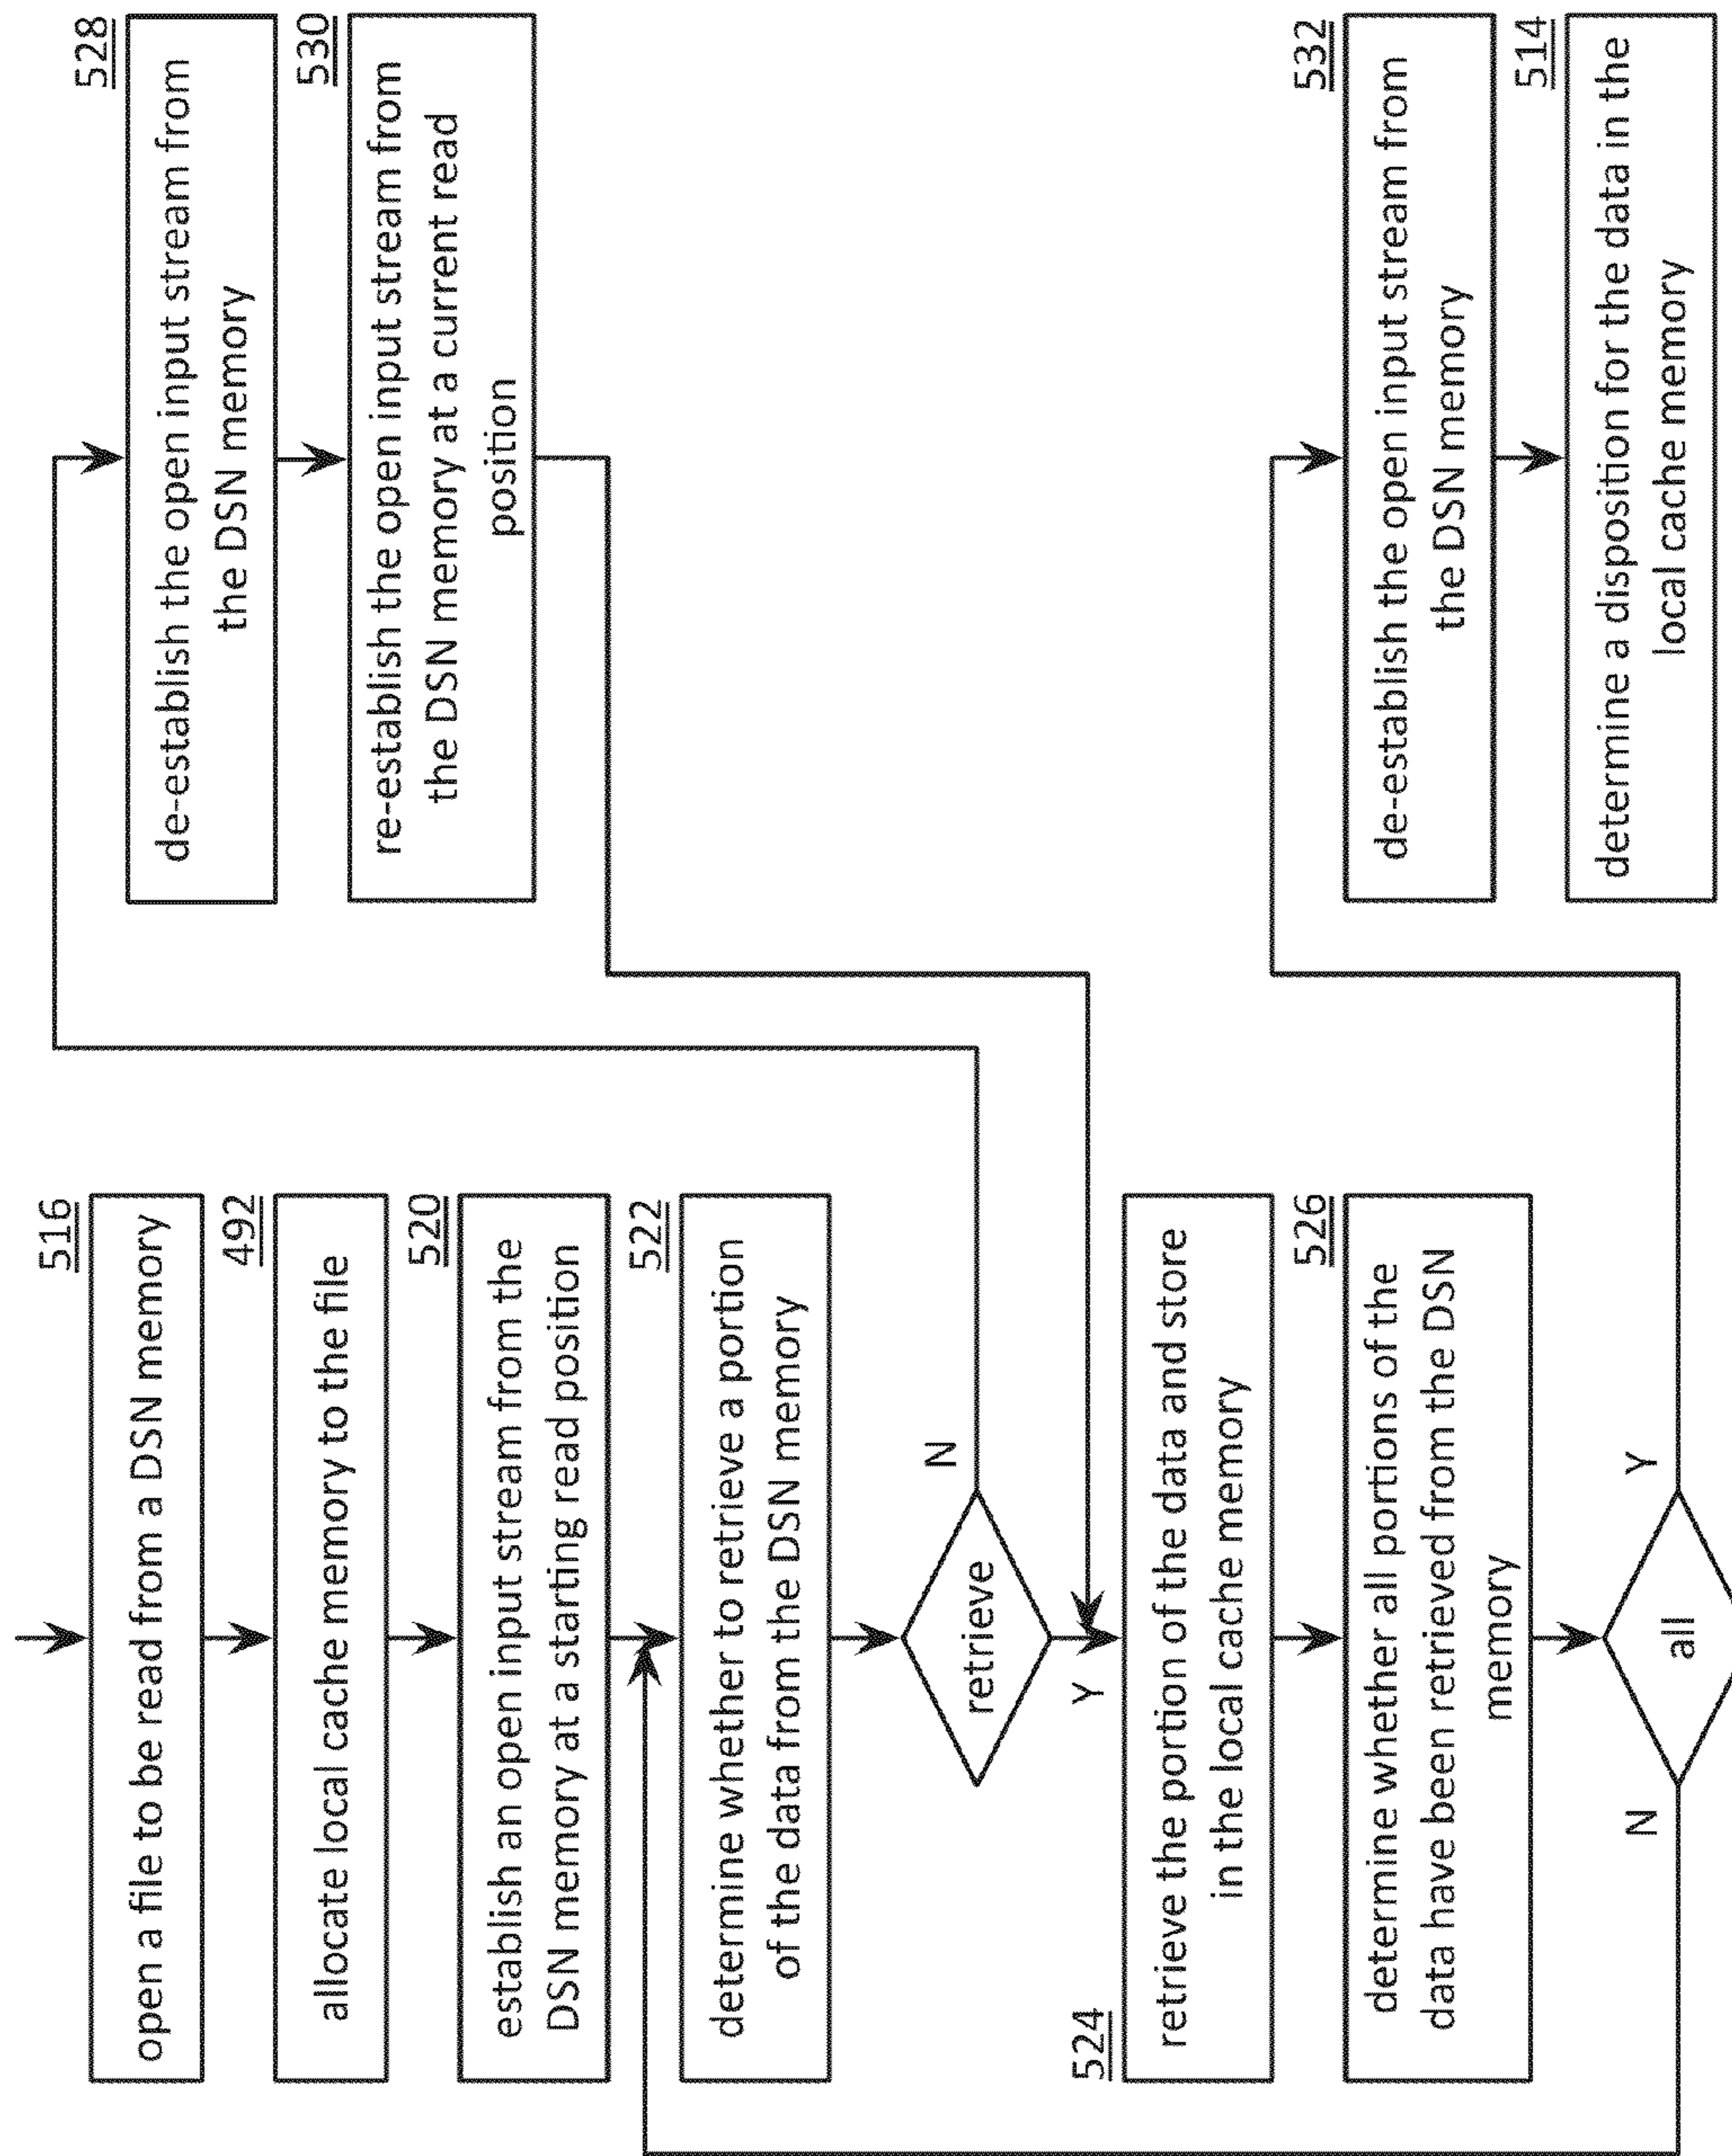 516
open a file to be read from a DSN memory
492
allocate local cache memory to the file
520
establish an open input stream from the
DSN memory at a starting read position
522
determine whether to retrieve a portion
of the data from the DSN memory
retrieve
N
Y
524
retrieve the portion of the data and store
in the local cache memory
526
determine whether all portions of the
data have been retrieved from the DSN
memory
all
N
Y
528
de-establish the open input stream from
the DSN memory
530
re-establish the open input stream from
the DSN memory at a current read
position
532
de-establish the open input stream from
the DSN memory
514
determine a disposition for the data in the
local cache memory